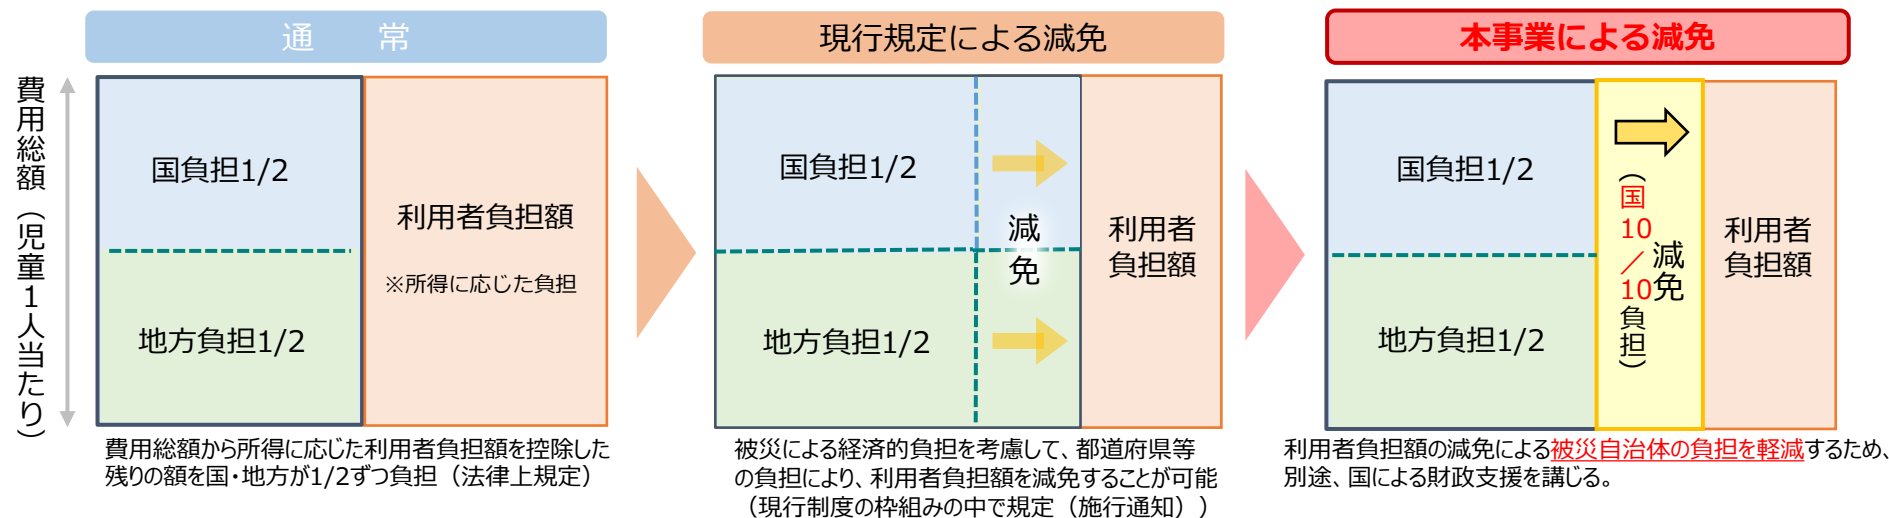 通　常
現行規定による減免
本事業による減免
費用総額（児童１人当たり）
国負担1/2
地方負担1/2
利用者負担額
※所得に応じた負担
国負担1/2
地方負担1/2
減免
利用者
負担額
国負担1/2
地方負担1/2
減免
（国10／10負担）
利用者
負担額
費用総額から所得に応じた利用者負担額を控除した
残りの額を国・地方が1/2ずつ負担（法律上規定）
被災による経済的負担を考慮して、都道府県等
の負担により、利用者負担額を減免することが可能
（現行制度の枠組みの中で規定（施行通知））
利用者負担額の減免による被災自治体の負担を軽減するため、
別途、国による財政支援を講じる。